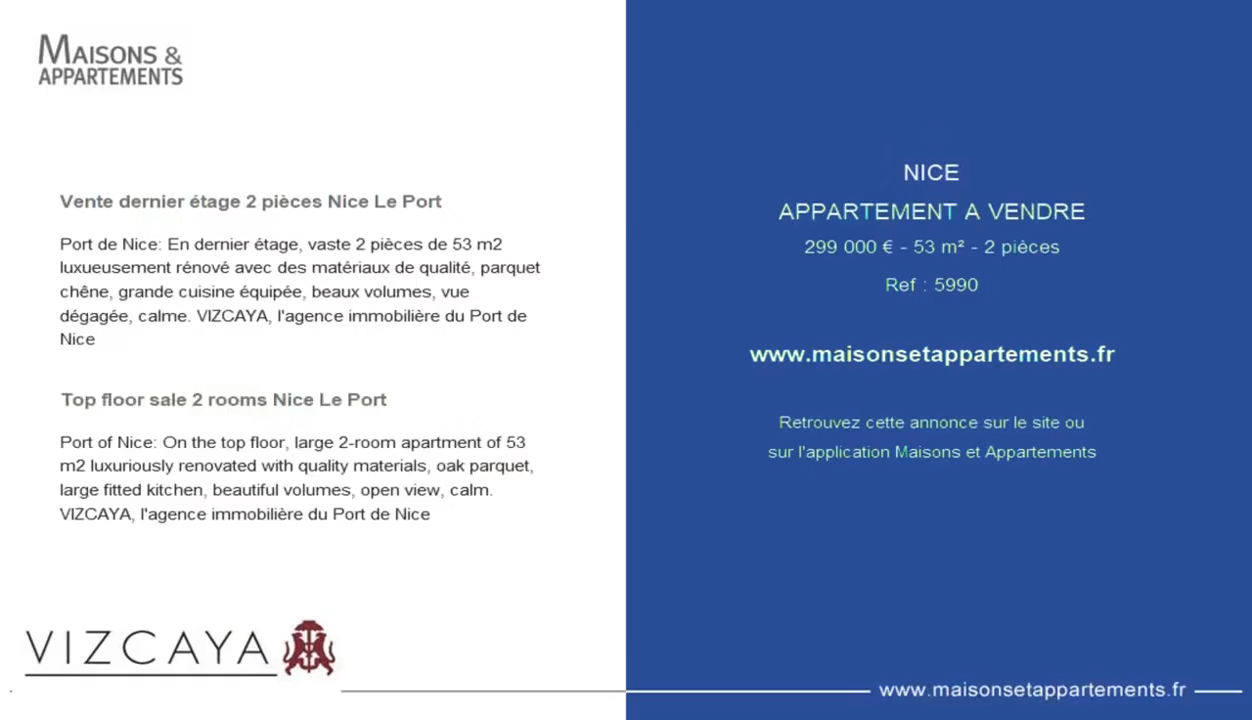 MAISONS &
APPARTEMENTS
Vente dernier étage 2 pièces Nice Le Port
Port de Nice: En dernier étage, vaste 2 pièces de 53 m2
luxueusement rénové avec des matériaux de qualité, parquet
chêne, grande cuisine équipée, beaux volumes, vue
dégagée, calme. VIZCAYA, l'agence immobilière du Port de
Nice
Top floor sale 2 rooms Nice Le Port
Port of Nice: On the top floor, large 2-room apartment of 53
m2 luxuriously renovated with quality materials, oak parquet,
large fitted kitchen, beautiful volumes, open view, calm.
VIZCAYA, l'agence immobilière du Port de Nice
VIZCAYA
NICE
APPARTEMENT A VENDRE
299 000 € - 53 m² - 2 pièces
Ref : 5990
www.maisonsetappartements.fr
Retrouvez cette annonce sur le site ou
sur l'application Maisons et Appartements
www.maisonsetappartements.fr